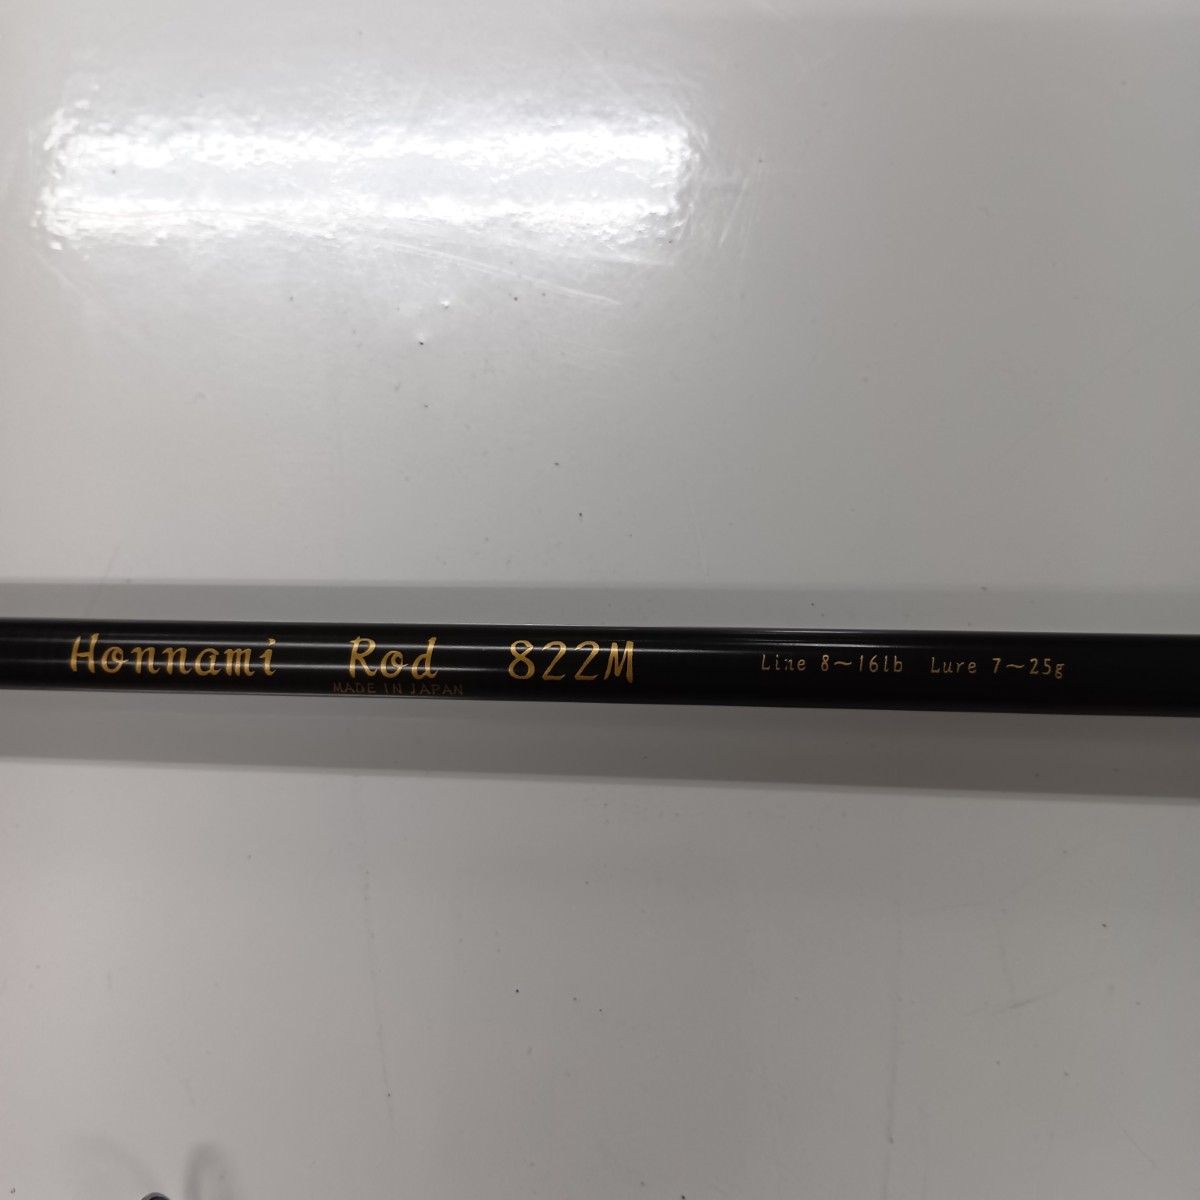 Honnami Rod 822M Line 8～16lb Lure 7～25g
MADE IN JAPAN